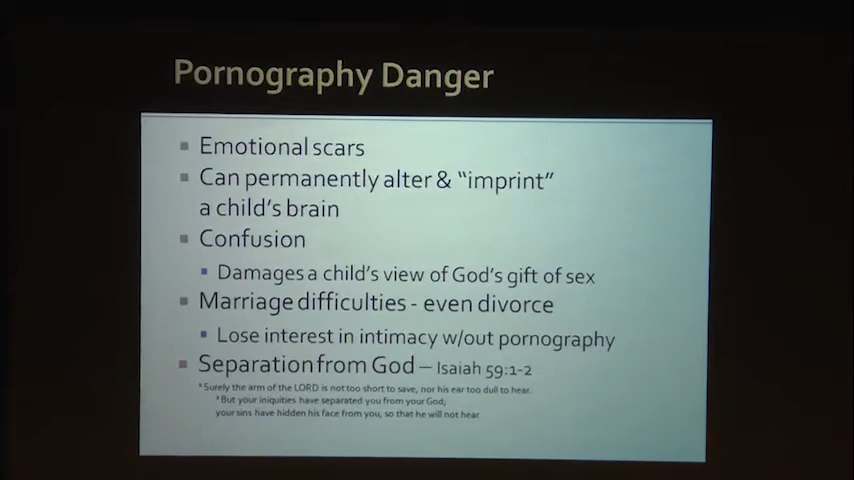 Pornography Danger
Emotional scars
Can permanently alter & “imprint”
a child’s brain
Confusion
Damages a child’s view of God’s gift of sex
Marriage difficulties - even divorce
Lose interest in intimacy w/out pornography
Separation from God – Isaiah 59:1-2
Surely the arm of the LORD is not too short to save, nor his ear too dull to hear.
But your iniquities have separated you from your God;
your sins have hidden his face from you, so that he will not hear.